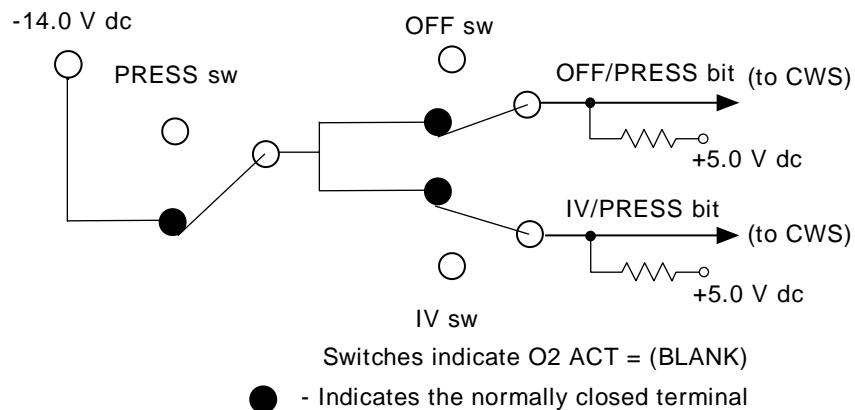 -14.0 V dc
OFF sw
PRESS sw
OFF/PRESS bit (to CWS)
+5.0 V dc
IV/PRESS bit
(to CWS)
+5.0 V dc
IV sw
Switches indicate O2 ACT = (BLANK)
- Indicates the normally closed terminal